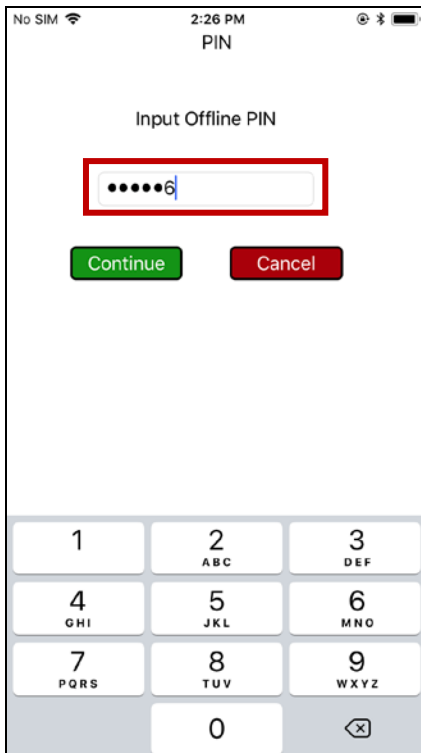 No SIM 2:26 PM
PIN
Input Offline PIN
•••••6
Continue Cancel
1 2 3
ABC DEF
4 5 6
GHI JKL MNO
7 8 9
PQRS TUV WXYZ
0